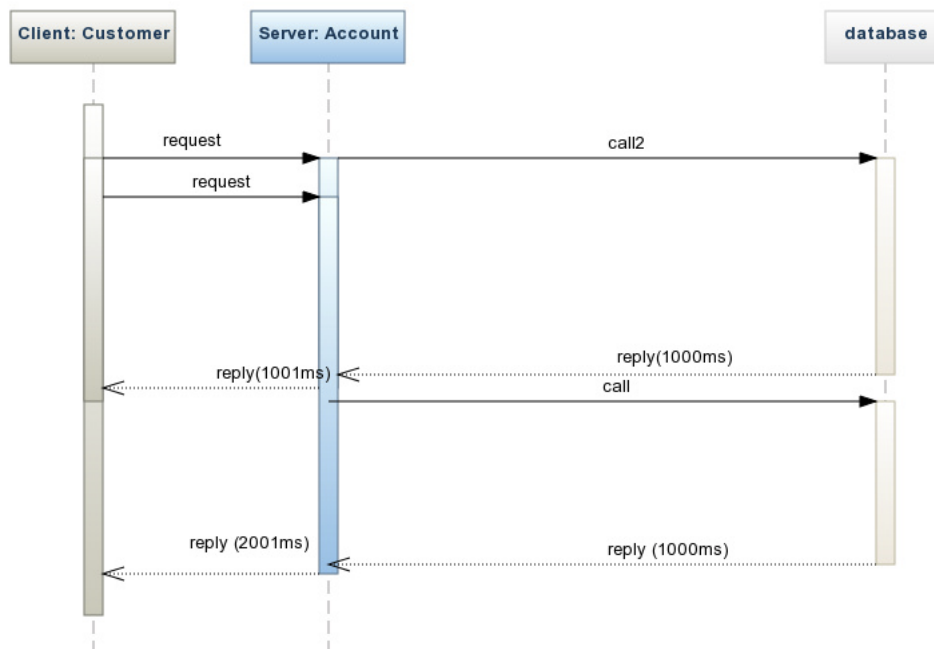 Client: Customer
Server: Account
database
request
call2
request
reply(1000ms)
reply(1001ms)
call
reply (2001ms)
reply (1000ms)